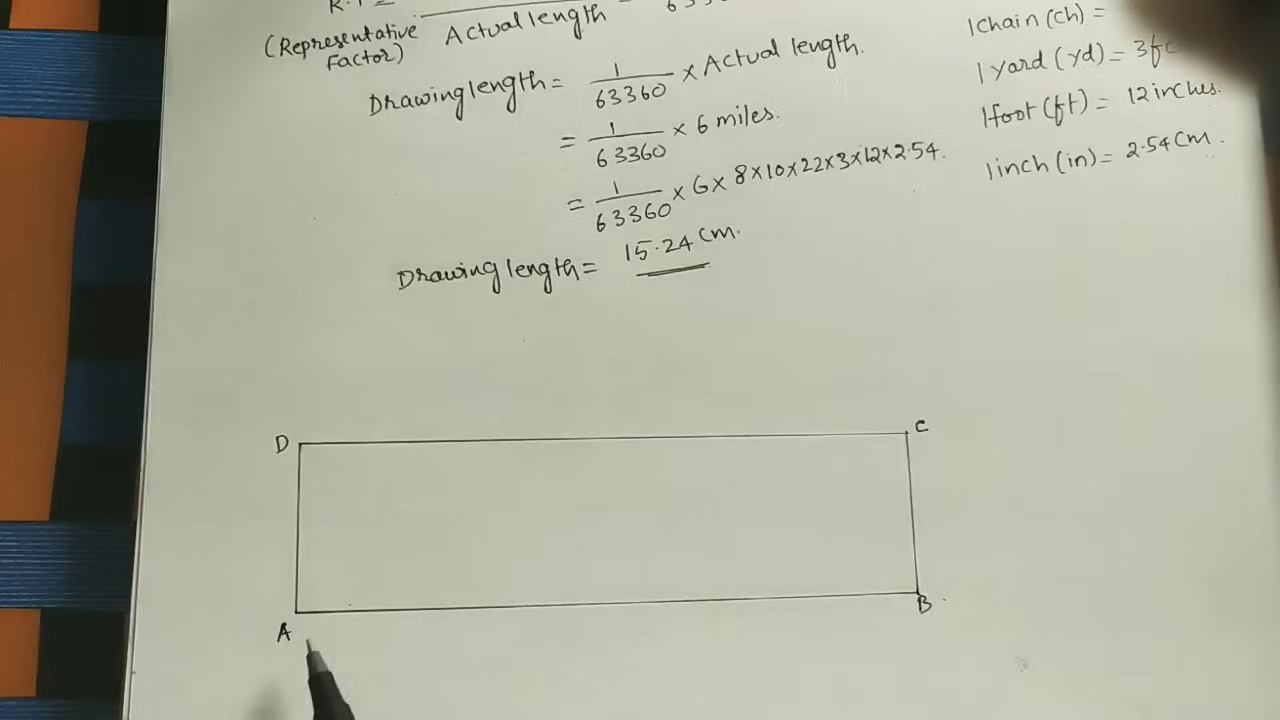 (Representative Factor)
Actual length
Drawing length = 1/63360 × Actual length.
= 1/63360 × 6 miles.
= 1/63360 × 6 × 8×10×22×3×12×2.54.
Drawing length = 15.24 cm.
1 chain (ch) =
1 yard (yd) = 3 fe
1 foot (ft) = 12 inches.
1 inch (in) = 2.54 cm.
D
C
A
B